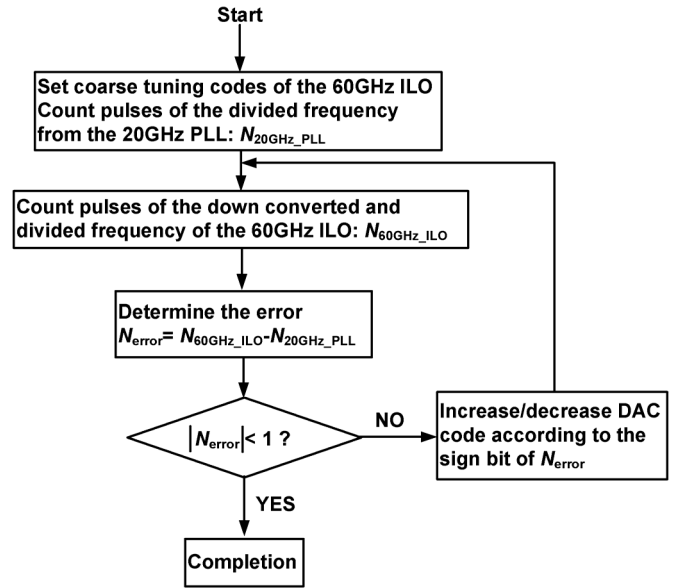 Start
Set coarse tuning codes of the 60GHz ILO
Count pulses of the divided frequency
from the 20GHz PLL: N20GHz_PLL
Count pulses of the down converted and
divided frequency of the 60GHz ILO: N60GHz_ILO
Determine the error
Nerror= N60GHz_ILO-N20GHz_PLL
|Nerror|< 1 ?
NO
Increase/decrease DAC
code according to the
sign bit of Nerror
YES
Completion